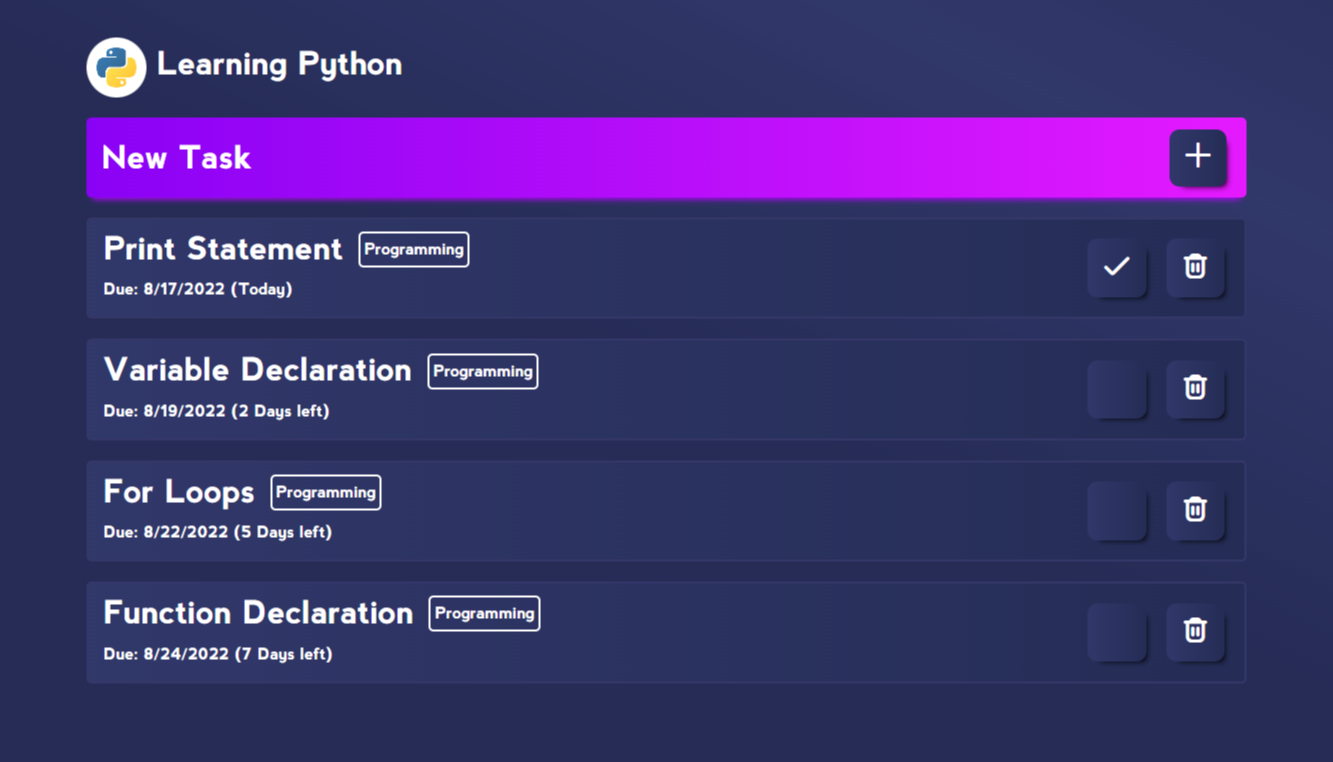 Learning Python
New Task
Print Statement Programming
Due: 8/17/2022 (Today)
Variable Declaration Programming
Due: 8/19/2022 (2 Days left)
For Loops Programming
Due: 8/22/2022 (5 Days left)
Function Declaration Programming
Due: 8/24/2022 (7 Days left)